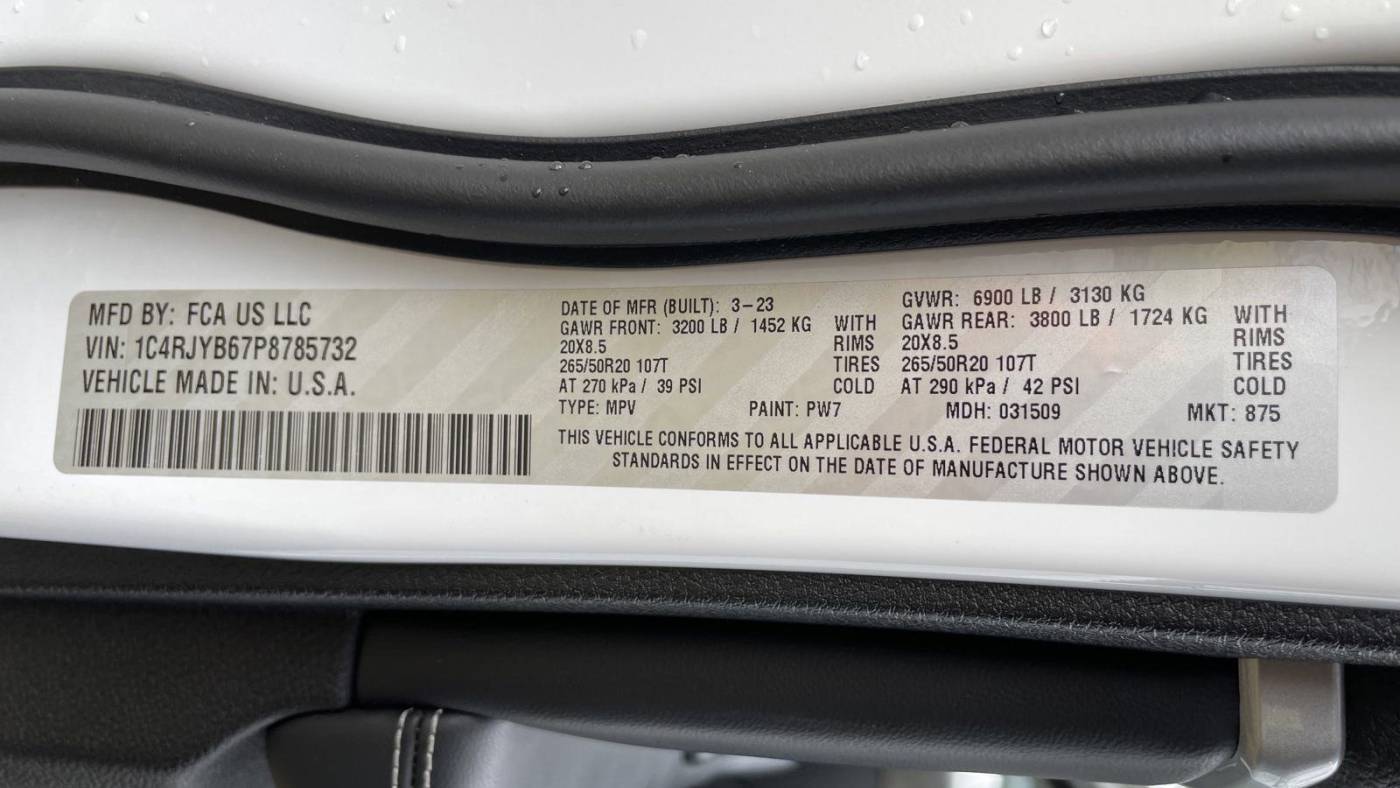 MFD BY: FCA US LLC
VIN: 1C4RJYB67P8785732
VEHICLE MADE IN: U.S.A.
DATE OF MFR (BUILT): 3-23
GAWR FRONT: 3200 LB / 1452 KG WITH
20X8.5 RIMS
265/50R20 107T TIRES
AT 270 kPa / 39 PSI COLD
GVWR: 6900 LB / 3130 KG
GAWR REAR: 3800 LB / 1724 KG WITH
20X8.5 RIMS
265/50R20 107T TIRES
AT 290 kPa / 42 PSI COLD
TYPE: MPV PAINT: PW7 MDH: 031509 MKT: 875
THIS VEHICLE CONFORMS TO ALL APPLICABLE U.S.A. FEDERAL MOTOR VEHICLE SAFETY
STANDARDS IN EFFECT ON THE DATE OF MANUFACTURE SHOWN ABOVE.